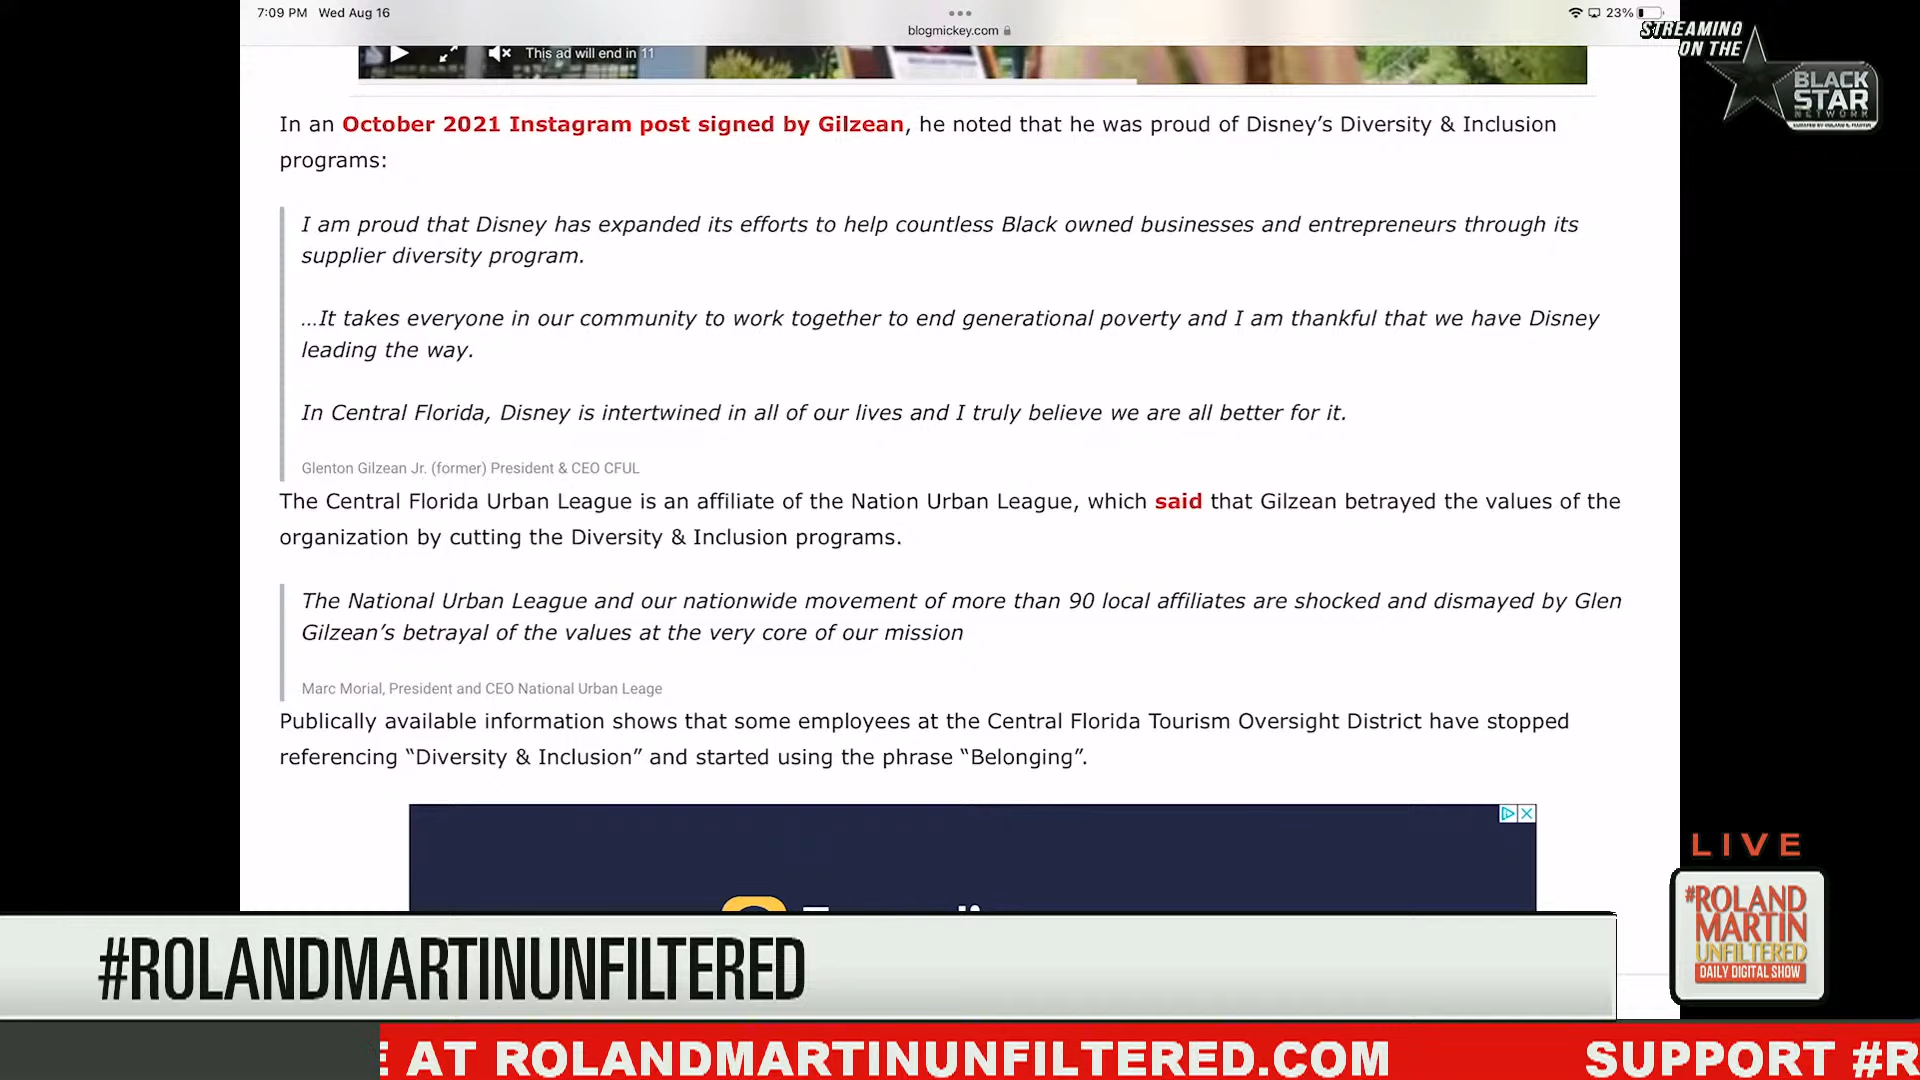 7:09 PM Wed Aug 16
blogmickey.com
23%
STREAMING
ON THE
BLACK
STAR
NETWORK
This ad will end in 11
In an October 2021 Instagram post signed by Gilzean, he noted that he was proud of Disney’s Diversity & Inclusion
programs:
I am proud that Disney has expanded its efforts to help countless Black owned businesses and entrepreneurs through its
supplier diversity program.
…It takes everyone in our community to work together to end generational poverty and I am thankful that we have Disney
leading the way.
In Central Florida, Disney is intertwined in all of our lives and I truly believe we are all better for it.
Glenton Gilzean Jr. (former) President & CEO CFUL
The Central Florida Urban League is an affiliate of the Nation Urban League, which said that Gilzean betrayed the values of the
organization by cutting the Diversity & Inclusion programs.
The National Urban League and our nationwide movement of more than 90 local affiliates are shocked and dismayed by Glen
Gilzean’s betrayal of the values at the very core of our mission
Marc Morial, President and CEO National Urban Leage
Publically available information shows that some employees at the Central Florida Tourism Oversight District have stopped
referencing “Diversity & Inclusion” and started using the phrase “Belonging”.
LIVE
#ROLAND
MARTIN
UNFILTERED
DAILY DIGITAL SHOW
#ROLANDMARTINUNFILTERED
E AT ROLANDMARTINUNFILTERED.COM SUPPORT #R